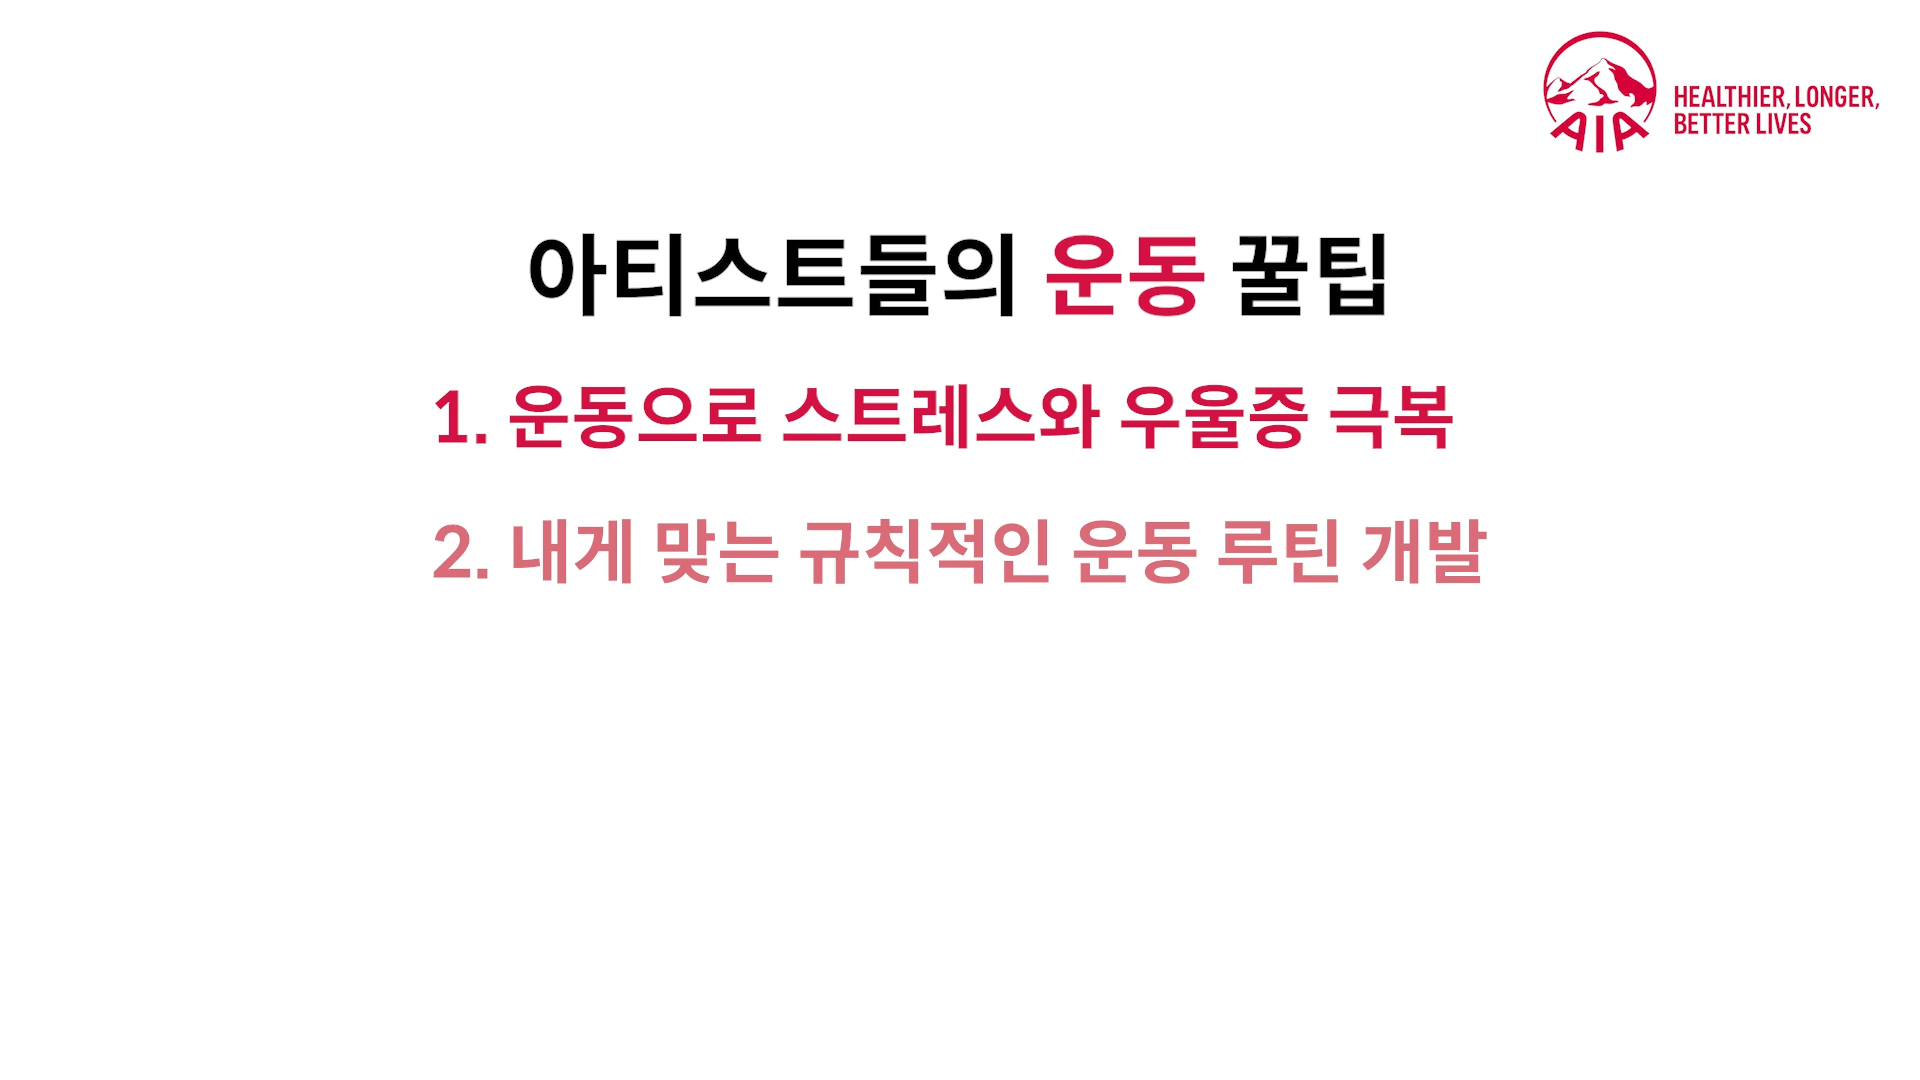 AIA
HEALTHIER, LONGER,
BETTER LIVES
아티스트들의 운동 꿀팁
1. 운동으로 스트레스와 우울증 극복
2. 내게 맞는 규칙적인 운동 루틴 개발